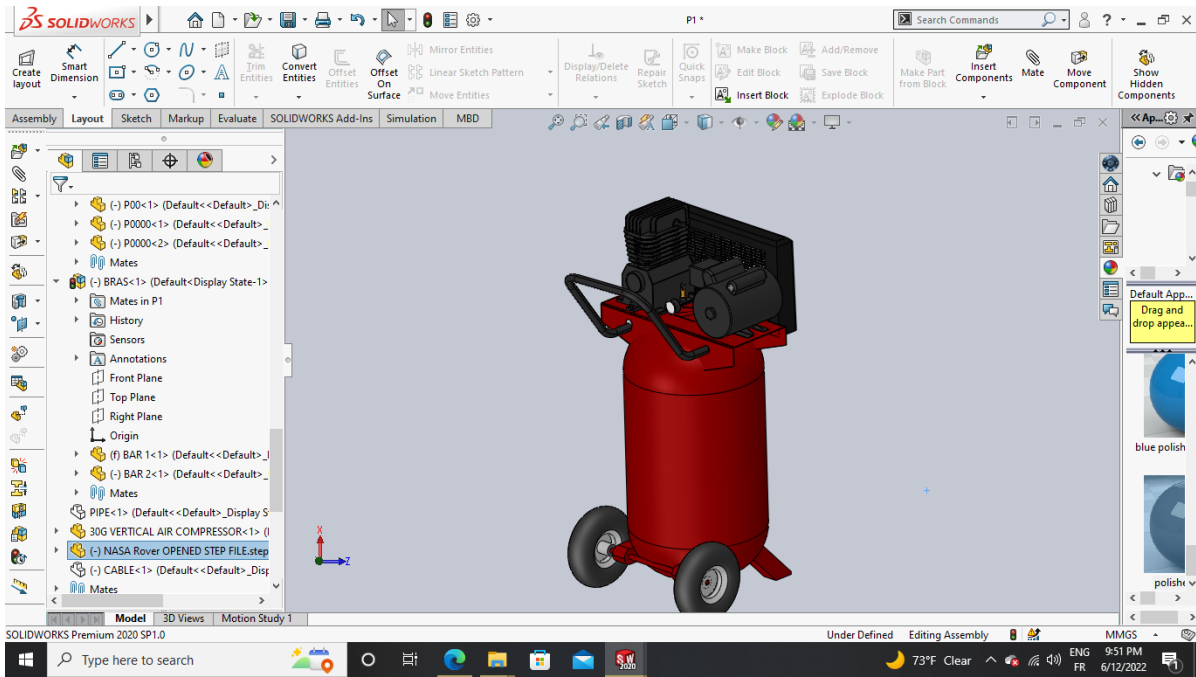 SOLIDWORKS
P1 *
Search Commands
Create layout
Smart Dimension
Trim Entities
Convert Entities
Offset Entities
Offset On Surface
Mirror Entities
Linear Sketch Pattern
Move Entities
Display/Delete Relations
Repair Sketch
Quick Snaps
Make Block
Edit Block
Insert Block
Add/Remove
Save Block
Explode Block
Make Part from Block
Insert Components
Mate
Move Component
Show Hidden Components
Assembly Layout Sketch Markup Evaluate SOLIDWORKS Add-Ins Simulation MBD
Ap...
(-) P00<1> (Default<<Default>_Di
(-) P0000<1> (Default<<Default>_
(-) P0000<2> (Default<<Default>_
Mates
(-) BRAS<1> (Default<Display State-1>
Mates in P1
History
Sensors
Annotations
Front Plane
Top Plane
Right Plane
Origin
(f) BAR 1<1> (Default<<Default>_
(-) BAR 2<1> (Default<<Default>_
Mates
PIPE<1> (Default<<Default>_Display S
30G VERTICAL AIR COMPRESSOR<1> (
(-) NASA Rover OPENED STEP FILE.step
(-) CABLE<1> (Default<<Default>_Disp
Mates
X
Z
Default App...
Drag and
drop appea...
blue polish
polishe
Model 3D Views Motion Study 1
SOLIDWORKS Premium 2020 SP1.0
Under Defined Editing Assembly MMGS
Type here to search
SW
2020
73°F Clear
ENG
FR
9:51 PM
6/12/2022
1